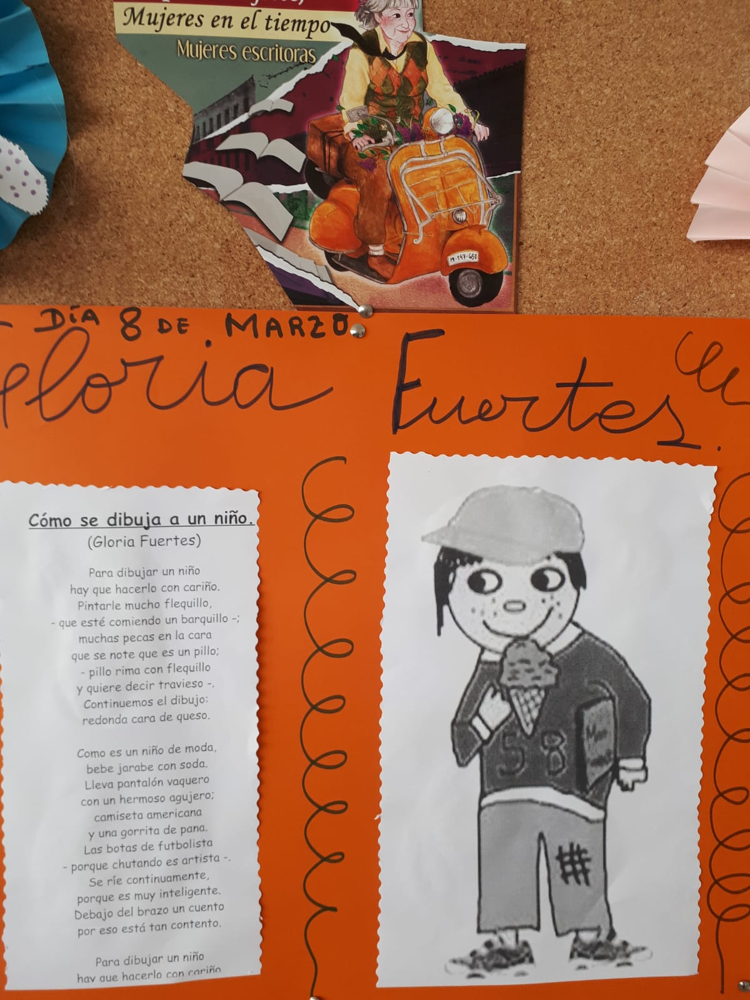 Mujeres en el tiempo
Mujeres escritoras
M-147-650
- DÍA 8 DE MARZO.
Gloria Fuertes.
Cómo se dibuja a un niño.
(Gloria Fuertes)
Para dibujar un niño
hay que hacerlo con cariño.
Pintarle mucho flequillo,
- que esté comiendo un barquillo -;
muchas pecas en la cara
que se note que es un pillo;
- pillo rima con flequillo
y quiere decir travieso -.
Continuemos el dibujo:
redonda cara de queso.
Como es un niño de moda,
bebe jarabe con soda.
Lleva pantalón vaquero
con un hermoso agujero;
camiseta americana
y una gorrita de pana.
Las botas de futbolista
- porque chutando es artista -.
Se ríe continuamente,
porque es muy inteligente.
Debajo del brazo un cuento
por eso está tan contento.
Para dibujar un niño
hay que hacerlo con cariño
58